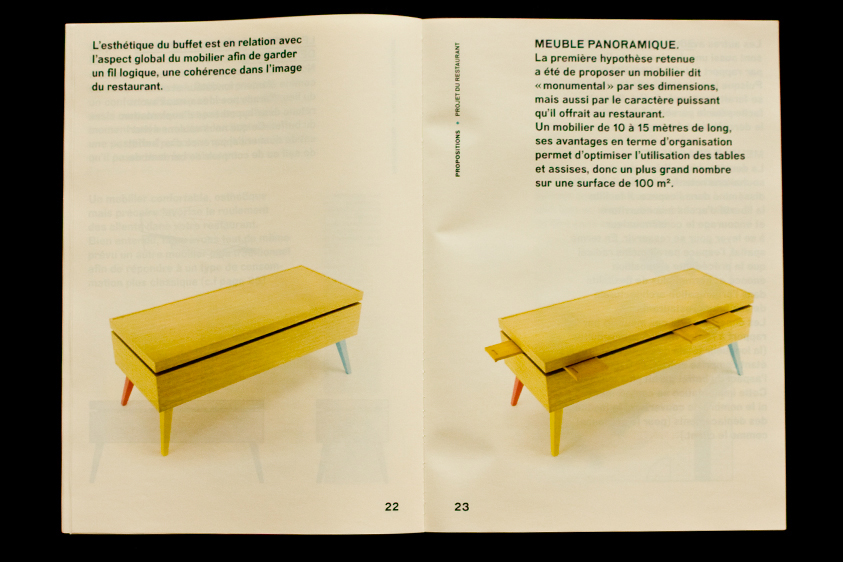 L'esthétique du buffet est en relation avec
l'aspect global du mobilier afin de garder
un fil logique, une cohérence dans l'image
du restaurant.
22
PROPOSITIONS • PROJET DU RESTAURANT
MEUBLE PANORAMIQUE.
La première hypothèse retenue
a été de proposer un mobilier dit
« monumental » par ses dimensions,
mais aussi par le caractère puissant
qu'il offrait au restaurant.
Un mobilier de 10 à 15 mètres de long,
ses avantages en terme d'organisation
permet d'optimiser l'utilisation des tables
et assises, donc un plus grand nombre
sur une surface de 100 m².
23